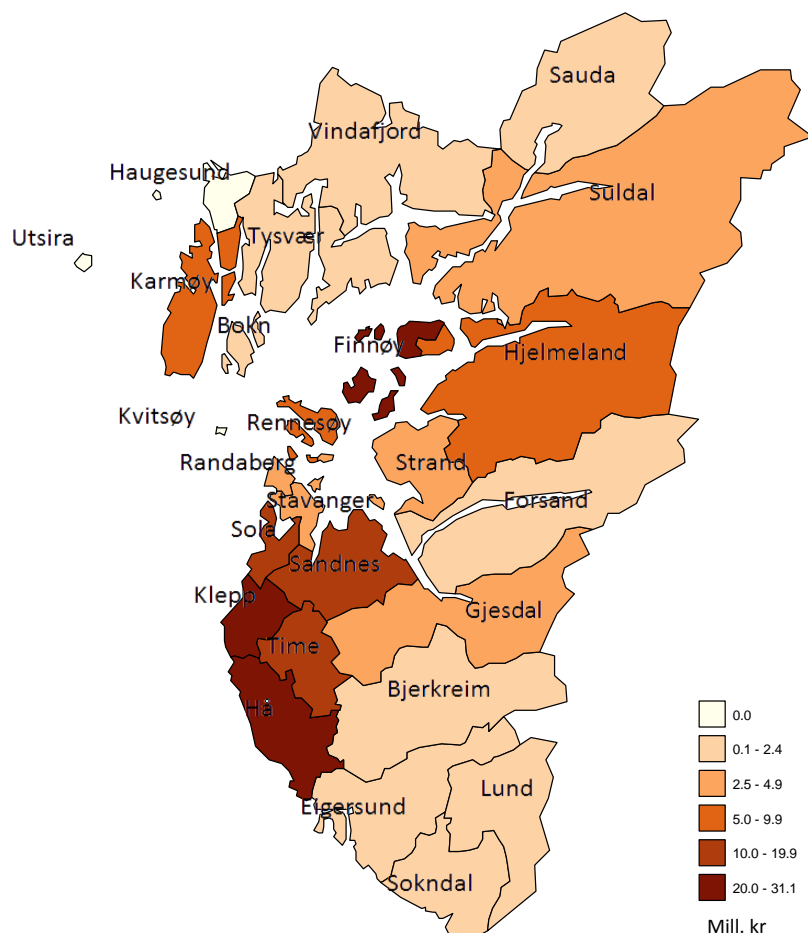 Sauda
Vindafjord
Haugesund
Suldal
Utsira
Tysvær
Karmøy
Bokn
Finnøy
Hjelmeland
Kvitsøy
Rennesøy
Randaberg
Strand
Stavanger
Forsand
Sola
Sandnes
Klepp
Gjesdal
Time
Bjerkreim
Hå
0.0
0.1 - 2.4
2.5 - 4.9
5.0 - 9.9
10.0 - 19.9
20.0 - 31.1
Mill. kr
Lund
Eigersund
Sokndal